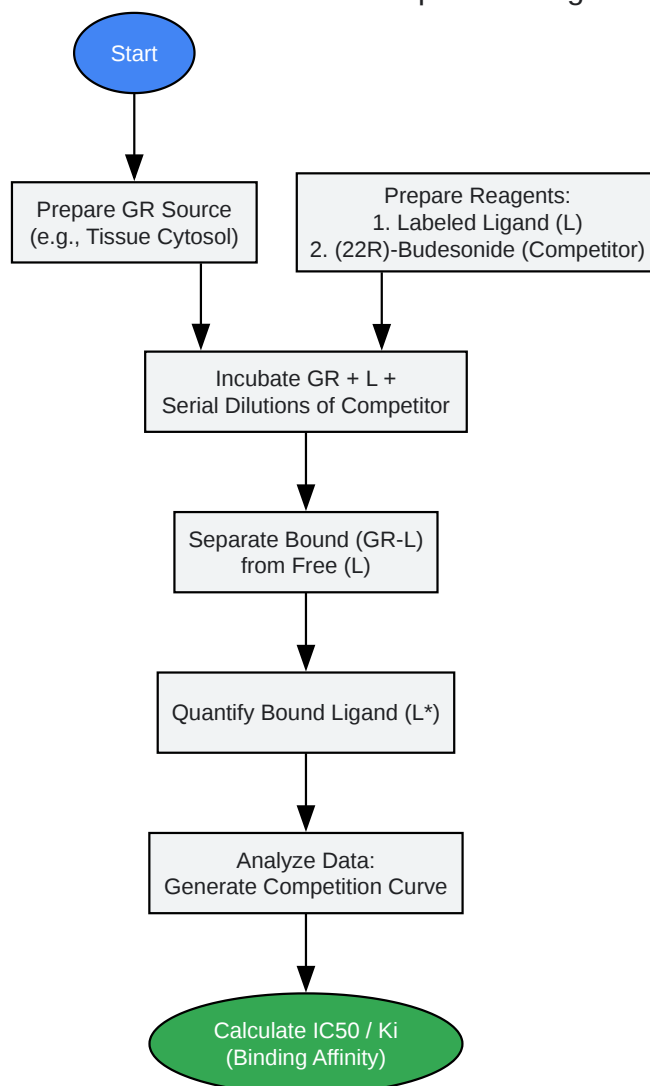 Start
Prepare GR Source
(e.g., Tissue Cytosol)
Prepare Reagents:
1. Labeled Ligand (L)
2. (22R)-Budesonide (Competitor)
Incubate GR + L +
Serial Dilutions of Competitor
Separate Bound (GR-L)
from Free (L)
Quantify Bound Ligand (L*)
Analyze Data:
Generate Competition Curve
Calculate IC50 / Ki
(Binding Affinity)